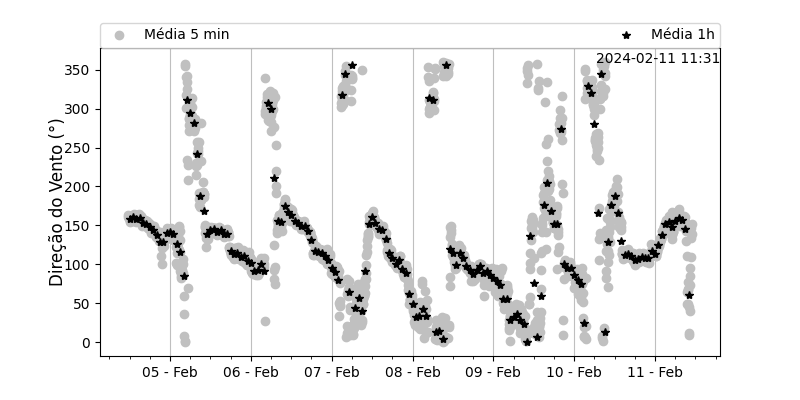 Média 5 min
Média 1h
2024-02-11 11:31
Direção do Vento (°)
350
300
250
200
150
100
50
0
05 - Feb
06 - Feb
07 - Feb
08 - Feb
09 - Feb
10 - Feb
11 - Feb